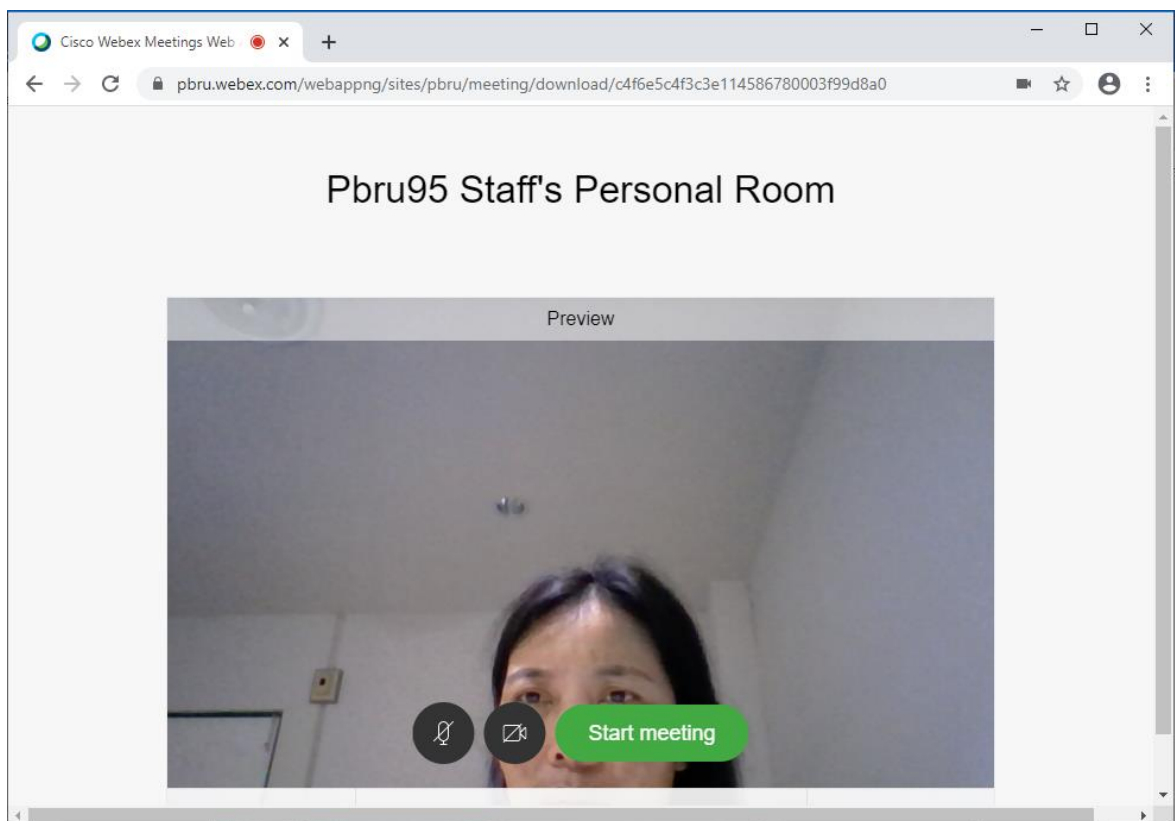 Cisco Webex Meetings Web
pbru.webex.com/webappng/sites/pbru/meeting/download/c4f6e5c4f3c3e114586780003f99d8a0
Pbru95 Staff's Personal Room
Preview
Start meeting